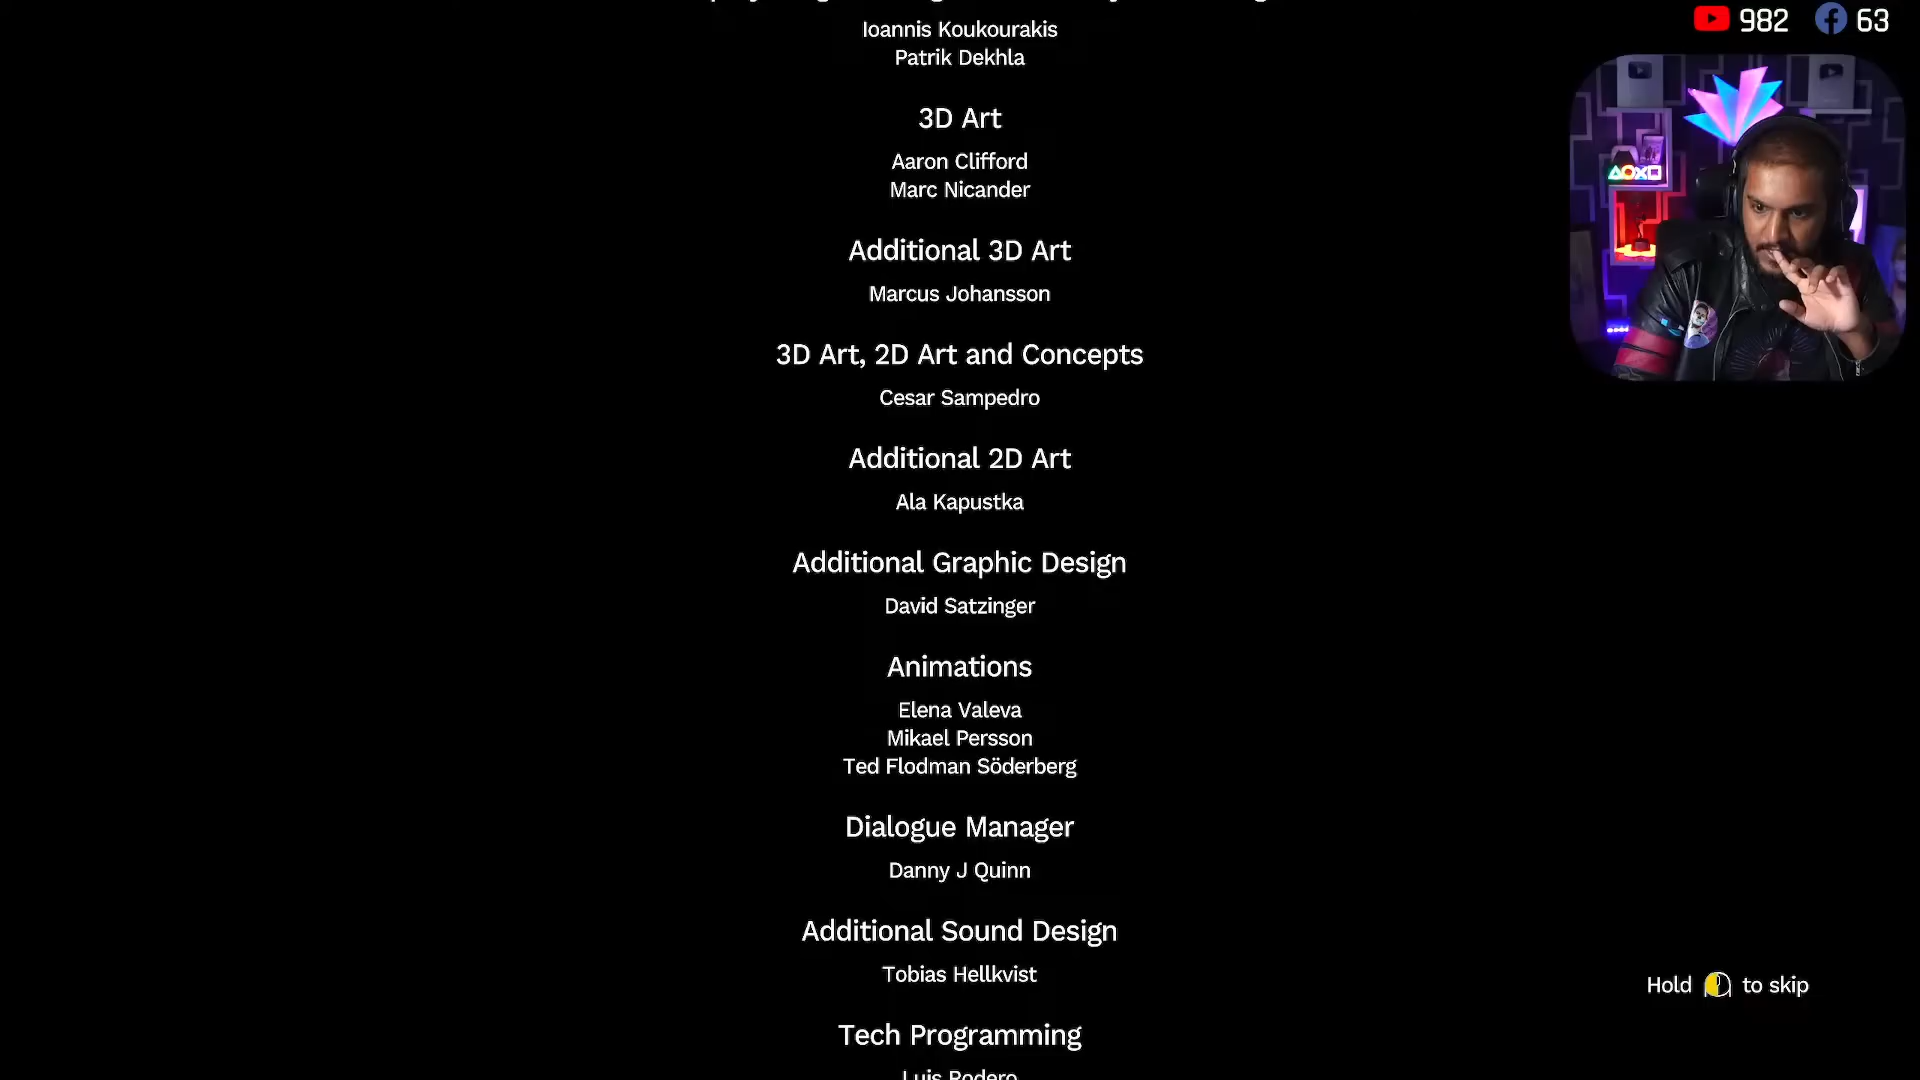 982 63
Ioannis Koukourakis
Patrik Dekhla
3D Art
Aaron Clifford
Marc Nicander
Additional 3D Art
Marcus Johansson
3D Art, 2D Art and Concepts
Cesar Sampedro
Additional 2D Art
Ala Kapustka
Additional Graphic Design
David Satzinger
Animations
Elena Valeva
Mikael Persson
Ted Flodman Söderberg
Dialogue Manager
Danny J Quinn
Additional Sound Design
Tobias Hellkvist
Hold to skip
Tech Programming
Luis Rodero